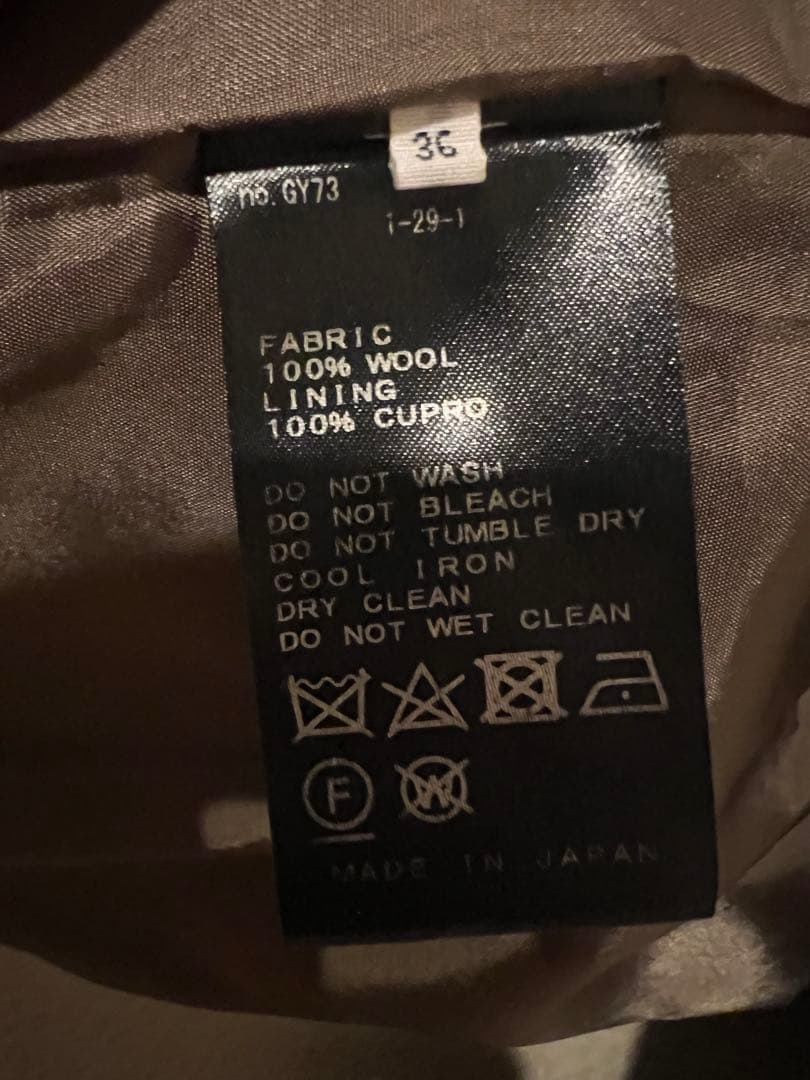 36
no. GY73
1-29-1
FABRIC
100% WOOL
LINING
100% CUPRO
DO NOT WASH
DO NOT BLEACH
DO NOT TUMBLE DRY
COOL IRON
DRY CLEAN
DO NOT WET CLEAN
F W
MADE IN JAPAN